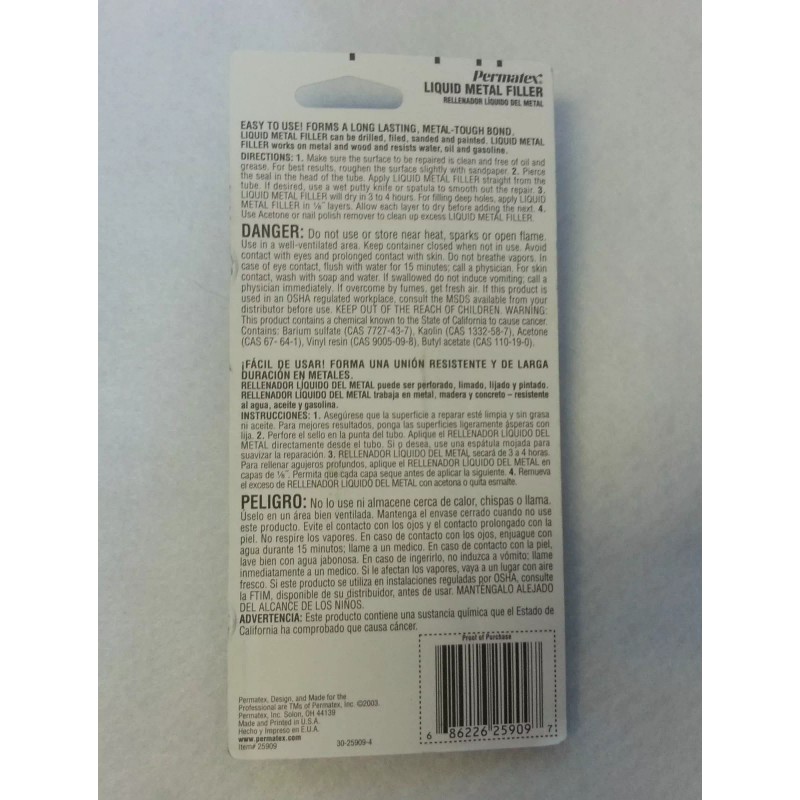 Permatex®
LIQUID METAL FILLER
RELLENADOR LÍQUIDO DEL METAL
EASY TO USE! FORMS A LONG LASTING, METAL-TOUGH BOND.
LIQUID METAL FILLER can be drilled, filed, sanded and painted. LIQUID METAL
FILLER works on metal and wood and resists water, oil and gasoline.
DIRECTIONS: 1. Make sure the surface to be repaired is clean and free of oil and
grease. For best results, roughen the surface slightly with sandpaper. 2. Pierce
the seal in the head of the tube. Apply LIQUID METAL FILLER straight from the
tube. If desired, use a wet putty knife or spatula to smooth out the repair. 3.
LIQUID METAL FILLER will dry in 3 to 4 hours. For filling deep holes, apply LIQUID
METAL FILLER in ⅛" layers. Allow each layer to dry before adding the next. 4.
Use Acetone or nail polish remover to clean up excess LIQUID METAL FILLER.
DANGER: Do not use or store near heat, sparks or open flame.
Use in a well-ventilated area. Keep container closed when not in use. Avoid
contact with eyes and prolonged contact with skin. Do not breathe vapors. In
case of eye contact, flush with water for 15 minutes; call a physician. For skin
contact, wash with soap and water. If swallowed do not induce vomiting; call a
physician immediately. If overcome by fumes, get fresh air. If this product is
used in an OSHA regulated workplace, consult the MSDS available from your
distributor before use. KEEP OUT OF THE REACH OF CHILDREN. WARNING:
This product contains a chemical known to the State of California to cause cancer.
Contains: Barium sulfate (CAS 7727-43-7), Kaolin (CAS 1332-58-7), Acetone
(CAS 67- 64-1), Vinyl resin (CAS 9005-09-8), Butyl acetate (CAS 110-19-0).
¡FÁCIL DE USAR! FORMA UNA UNIÓN RESISTENTE Y DE LARGA
DURACIÓN EN METALES.
RELLENADOR LÍQUIDO DEL METAL puede ser perforado, limado, lijado y pintado.
RELLENADOR LÍQUIDO DEL METAL trabaja en metal, madera y concreto – resistente
al agua, aceite y gasolina.
INSTRUCCIONES: 1. Asegúrese que la superficie a reparar esté limpia y sin grasa
ni aceite. Para mejores resultados, ponga las superficies ligeramente ásperas con
lija. 2. Perfore el sello en la punta del tubo. Aplique el RELLENADOR LÍQUIDO DEL
METAL directamente desde el tubo. Si o desea, use una espátula mojada para
suavizar la reparación. 3. RELLENADOR LÍQUIDO DEL METAL secará de 3 a 4 horas.
Para rellenar agujeros profundos, aplique el RELLENADOR LÍQUIDO DEL METAL en
capas de ⅛". Permita que cada capa seque antes de aplicar la siguiente. 4. Remueva
el exceso de RELLENADOR LÍQUIDO DEL METAL con acetona o quita esmalte.
PELIGRO: No lo use ni almacene cerca de calor, chispas o llama.
Uselo en un área bien ventilada. Mantenga el envase cerrado cuando no use
este producto. Evite el contacto con los ojos y el contacto prolongado con la
piel. No respire los vapores. En caso de contacto con los ojos, enjuague con
agua durante 15 minutos; llame a un medico. En caso de contacto con la piel,
lave bien con agua jabonosa. En caso de ingerirlo, no induzca a vómito; llame
inmediatamente a un medico. Si le afectan los vapores, vaya a un lugar con aire
fresco. Si este producto se utiliza en instalaciones reguladas por OSHA, consulte
la FTIM, disponible de su distribuidor, antes de usar. MANTÉNGALO ALEJADO
DEL ALCANCE DE LOS NIÑOS.
ADVERTENCIA: Este producto contiene una sustancia química que el Estado de
California ha comprobado que causa cáncer.
Proof of Purchase
Permatex, Design, and Made for the
Professional are TMs of Permatex, Inc. ©2003.
Permatex, Inc. Solon, OH 44139
Made and Printed in U.S.A.
Hecho y Impreso en E.U.A.
www.permatex.com
Item# 25909
30-25909-4
6 86226 25909 7